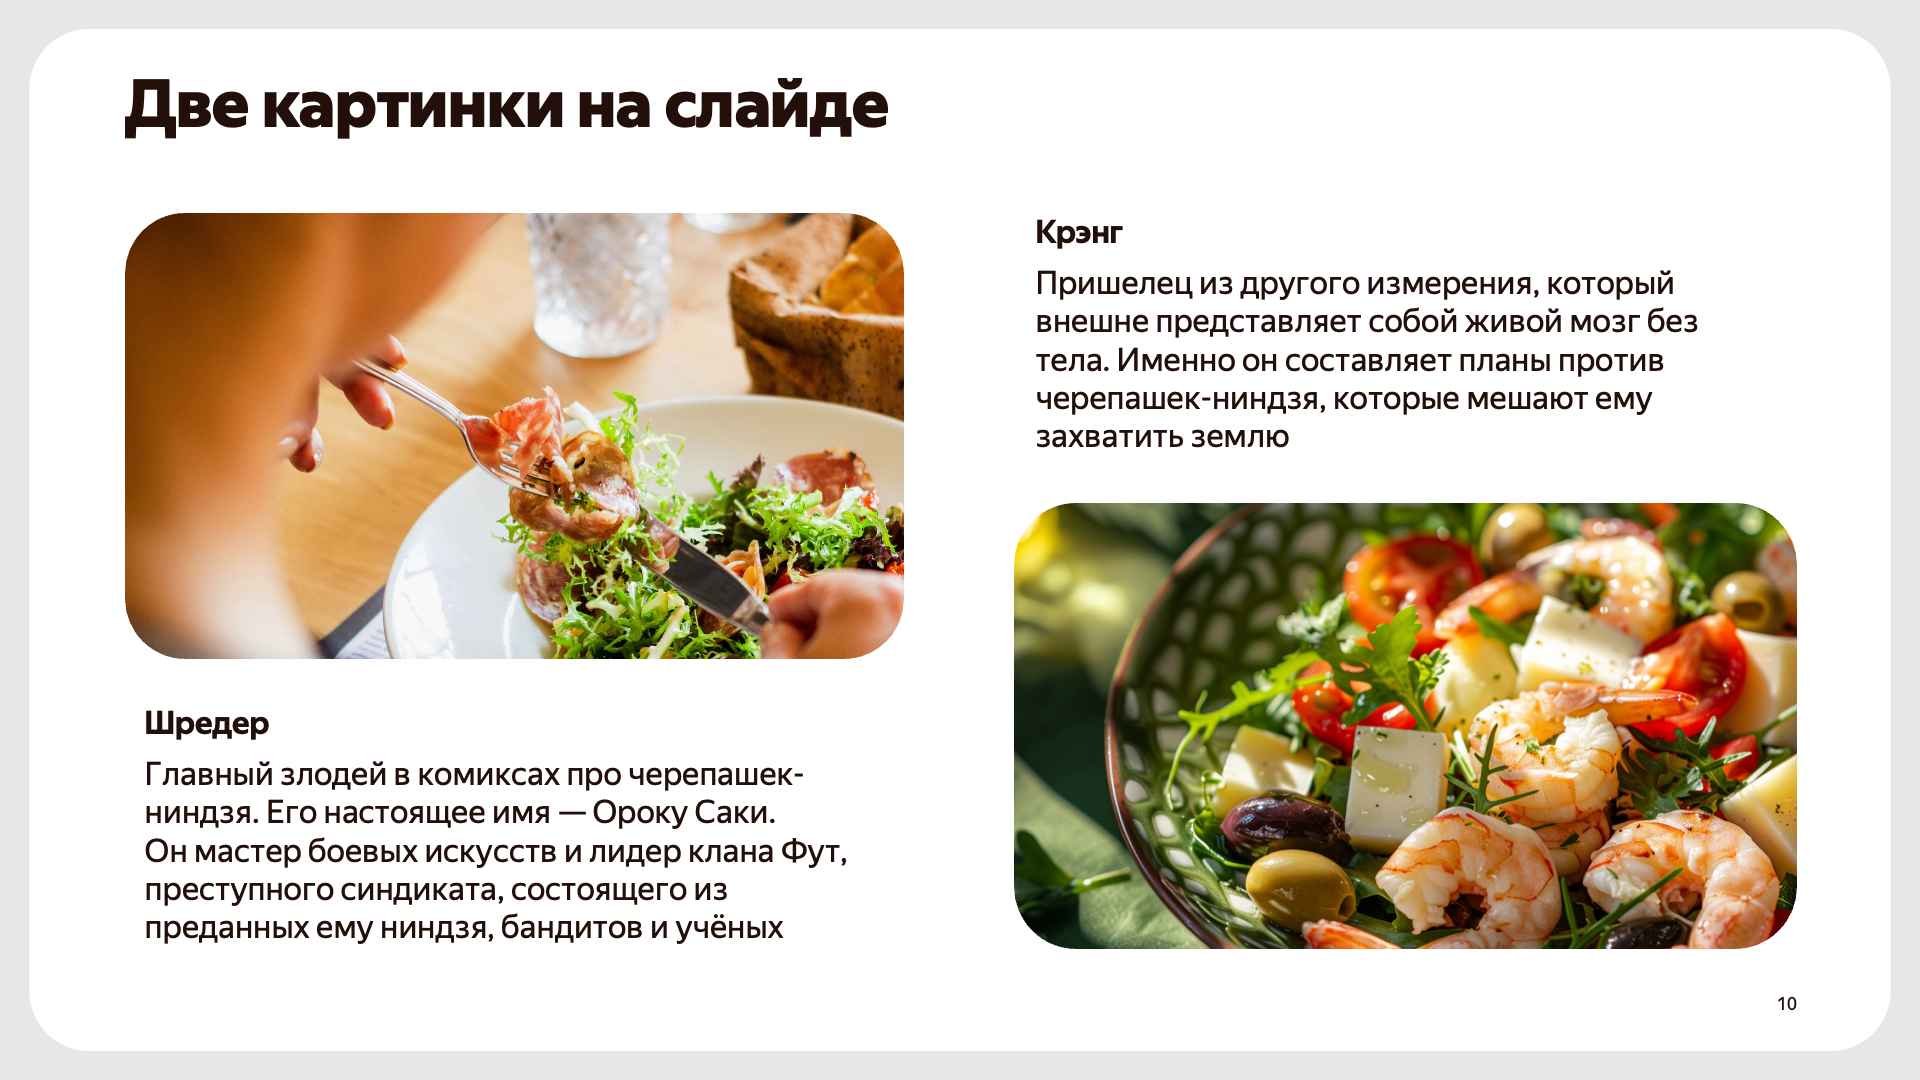 Две картинки на слайде
Шредер
Главный злодей в комиксах про черепашек-
ниндзя. Его настоящее имя — Ороку Саки.
Он мастер боевых искусств и лидер клана Фут,
преступного синдиката, состоящего из
преданных ему ниндзя, бандитов и учёных
Крэнг
Пришелец из другого измерения, который
внешне представляет собой живой мозг без
тела. Именно он составляет планы против
черепашек-ниндзя, которые мешают ему
захватить землю
10